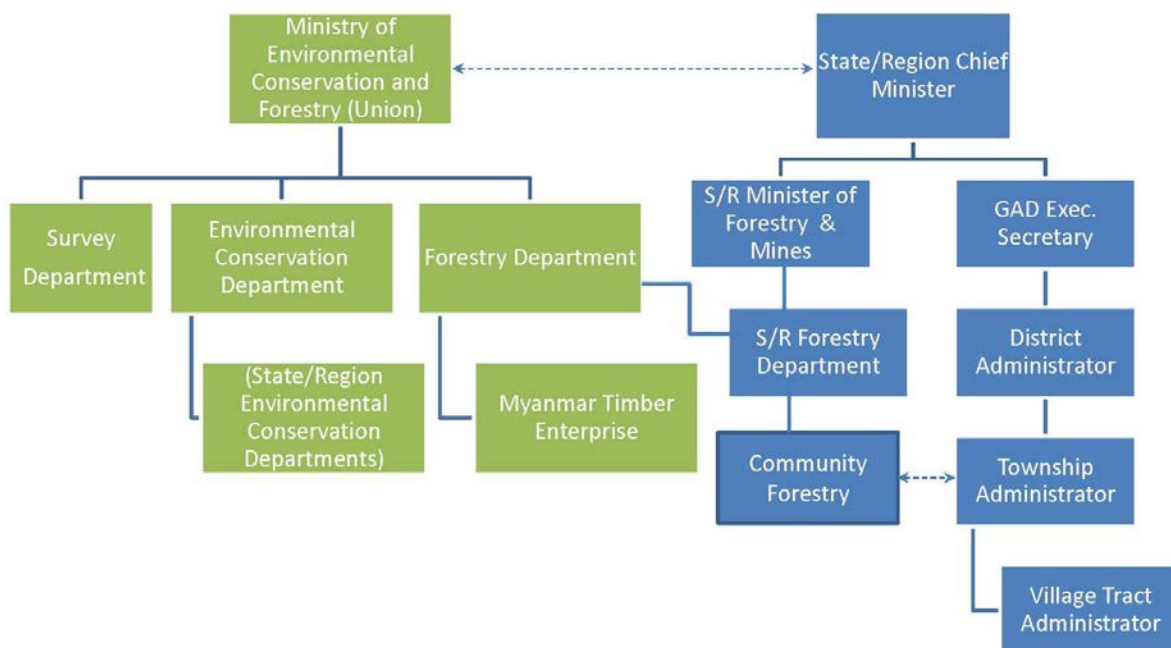 Ministry of
Environmental
Conservation and
Forestry (Union)
State/Region Chief
Minister
Survey
Department
Environmental
Conservation
Department
Forestry Department
S/R Minister of
Forestry & Mines
GAD Exec.
Secretary
S/R Forestry
Department
District
Administrator
(State/Region
Environmental
Conservation
Departments)
Myanmar Timber
Enterprise
Community
Forestry
Township
Administrator
Village Tract
Administrator